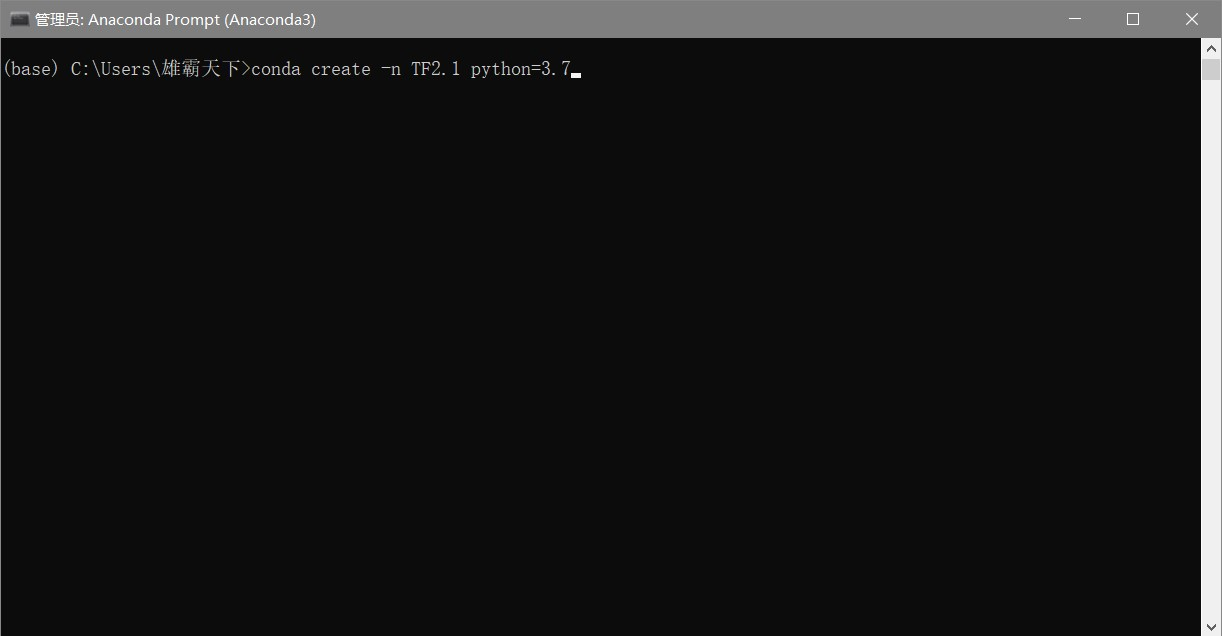 管理员: Anaconda Prompt (Anaconda3)
(base) C:\Users\雄霸天下>conda create -n TF2.1 python=3.7